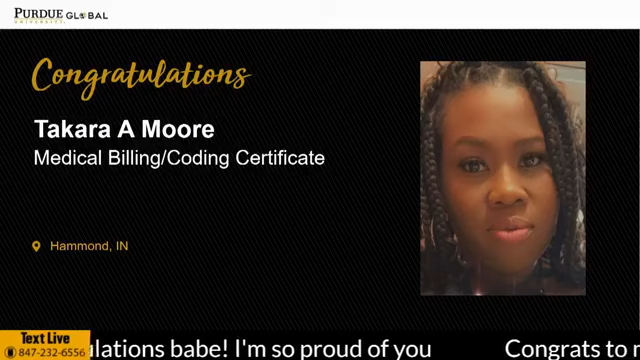 PURDUE GLOBAL
UNIVERSITY
Congratulations
Takara A Moore
Medical Billing/Coding Certificate
Hammond, IN
Text Live
847-232-6556
babe! I'm so proud of you
Congrats to